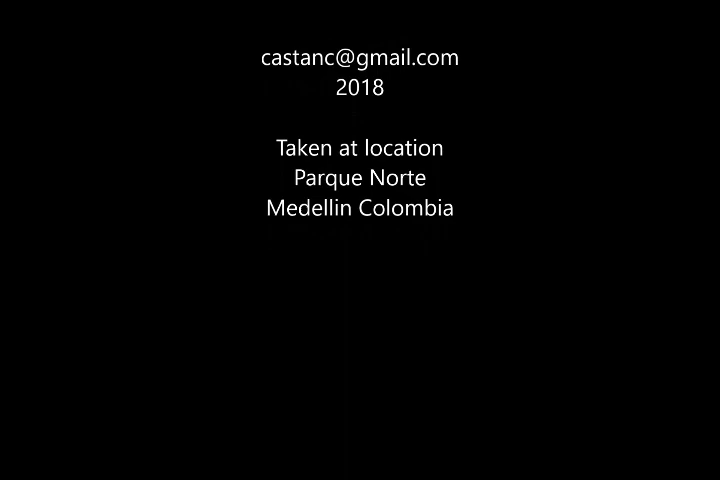 castanc@gmail.com
2018
Taken at location
Parque Norte
Medellin Colombia